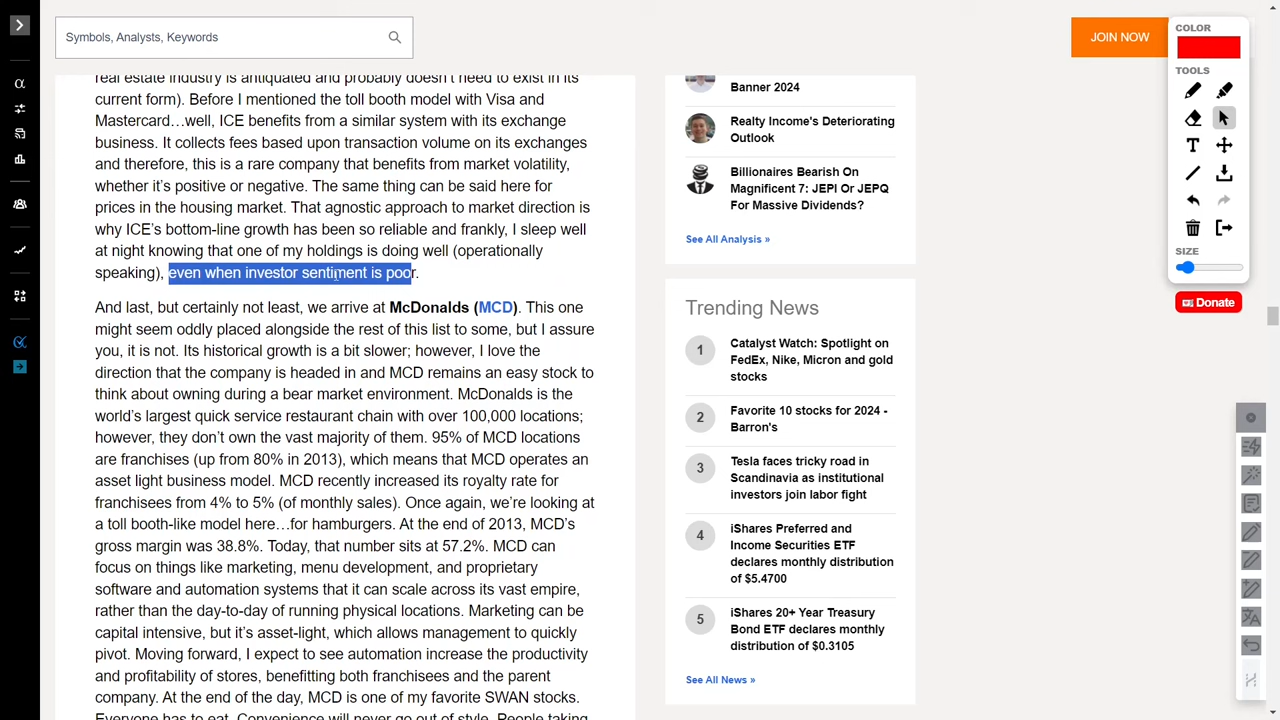 Symbols, Analysts, Keywords
JOIN NOW
COLOR
TOOLS
SIZE
Donate
real estate industry is antiquated and probably doesn't need to exist in its
current form). Before I mentioned the toll booth model with Visa and
Mastercard…well, ICE benefits from a similar system with its exchange
business. It collects fees based upon transaction volume on its exchanges
and therefore, this is a rare company that benefits from market volatility,
whether it's positive or negative. The same thing can be said here for
prices in the housing market. That agnostic approach to market direction is
why ICE's bottom-line growth has been so reliable and frankly, I sleep well
at night knowing that one of my holdings is doing well (operationally
speaking), even when investor sentiment is poor.
And last, but certainly not least, we arrive at McDonalds (MCD). This one
might seem oddly placed alongside the rest of this list to some, but I assure
you, it is not. Its historical growth is a bit slower; however, I love the
direction that the company is headed in and MCD remains an easy stock to
think about owning during a bear market environment. McDonalds is the
world's largest quick service restaurant chain with over 100,000 locations;
however, they don't own the vast majority of them. 95% of MCD locations
are franchises (up from 80% in 2013), which means that MCD operates an
asset light business model. MCD recently increased its royalty rate for
franchises from 4% to 5% (of monthly sales). Once again, we're looking at
a toll booth-like model here…for hamburgers. At the end of 2013, MCD's
gross margin was 38.8%. Today, that number sits at 57.2%. MCD can
focus on things like marketing, menu development, and proprietary
software and automation systems that it can scale across its vast empire,
rather than the day-to-day of running physical locations. Marketing can be
capital intensive, but it's asset-light, which allows management to quickly
pivot. Moving forward, I expect to see automation increase the productivity
and profitability of stores, benefitting both franchisees and the parent
company. At the end of the day, MCD is one of my favorite SWAN stocks.
Everyone has to eat. Convenience will never go out of style. People taking
Banner 2024
Realty Income's Deteriorating
Outlook
Billionaires Bearish On
Magnificent 7: JEPI Or JEPQ
For Massive Dividends?
See All Analysis »
Trending News
1
Catalyst Watch: Spotlight on
FedEx, Nike, Micron and gold
stocks
2
Favorite 10 stocks for 2024 -
Barron's
3
Tesla faces tricky road in
Scandinavia as institutional
investors join labor fight
4
iShares Preferred and
Income Securities ETF
declares monthly distribution
of $5.4700
5
iShares 20+ Year Treasury
Bond ETF declares monthly
distribution of $0.3105
See All News »